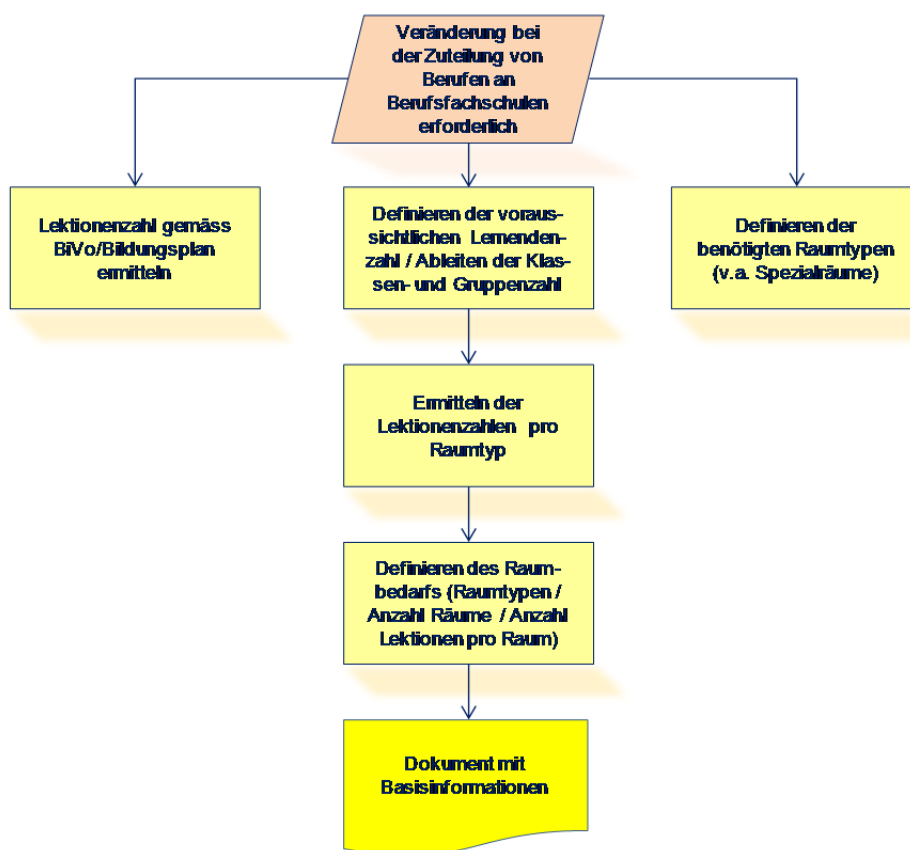 Veränderung bei
der Zuteilung von
Berufen an
Berufsfachschulen
erforderlich
Lektionenzahl gemäss
BiVo/Bildungsplan
ermitteln
Definieren der voraus-
sichtlichen Lernenden-
zahl / Ableiten der Klas-
sen- und Gruppenzahl
Definieren der
benötigten Raumtypen
(v.a. Spezialräume)
Ermitteln der
Lektionenzahlen pro
Raumtyp
Definieren des Raum-
bedarfs (Raumtypen /
Anzahl Räume / Anzahl
Lektionen pro Raum)
Dokument mit
Basisinformationen